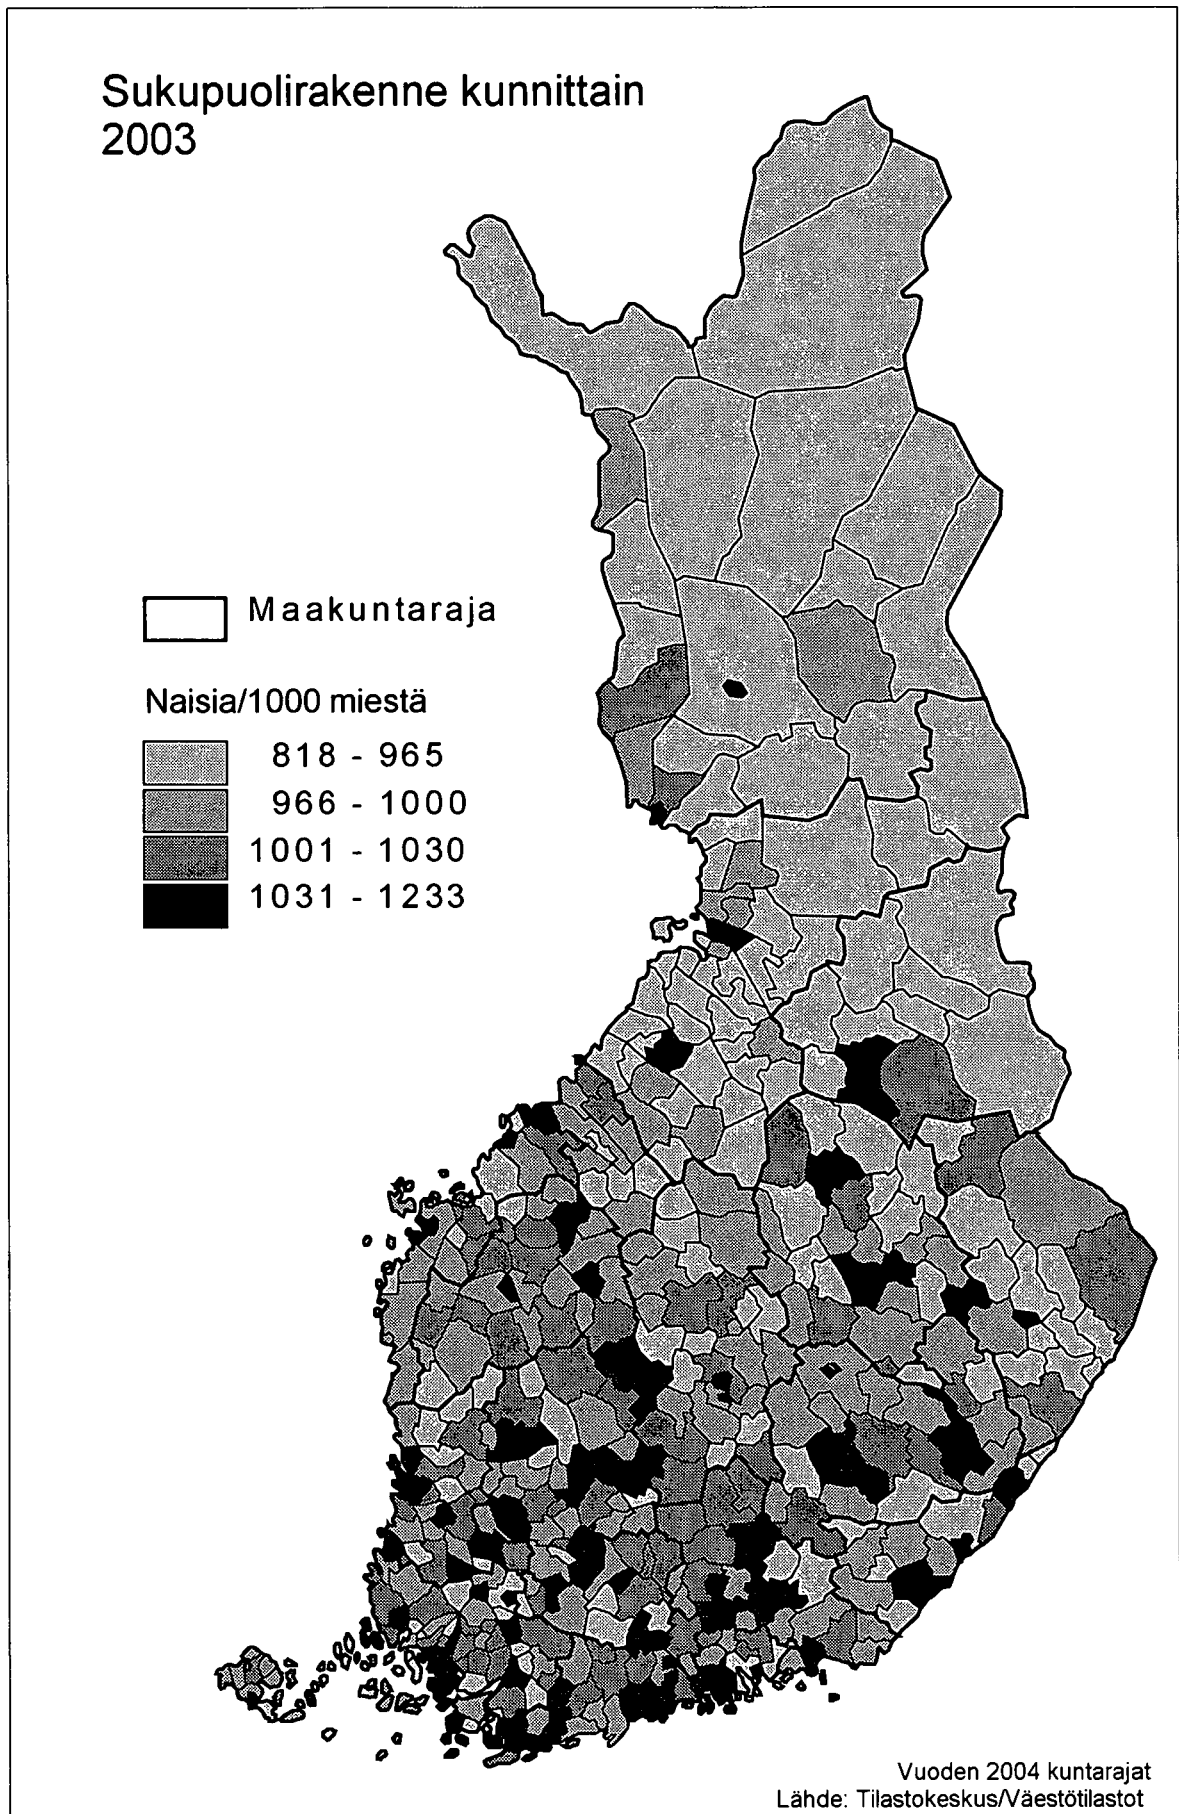 Sukupuolirakenne kunnittain
2003
Maakuntaraja
Naisia/1000 miestä
818 - 965
966 - 1000
1001 - 1030
1031 - 1233
Vuoden 2004 kuntarajat
Lähde: Tilastokeskus/Väestötilastot